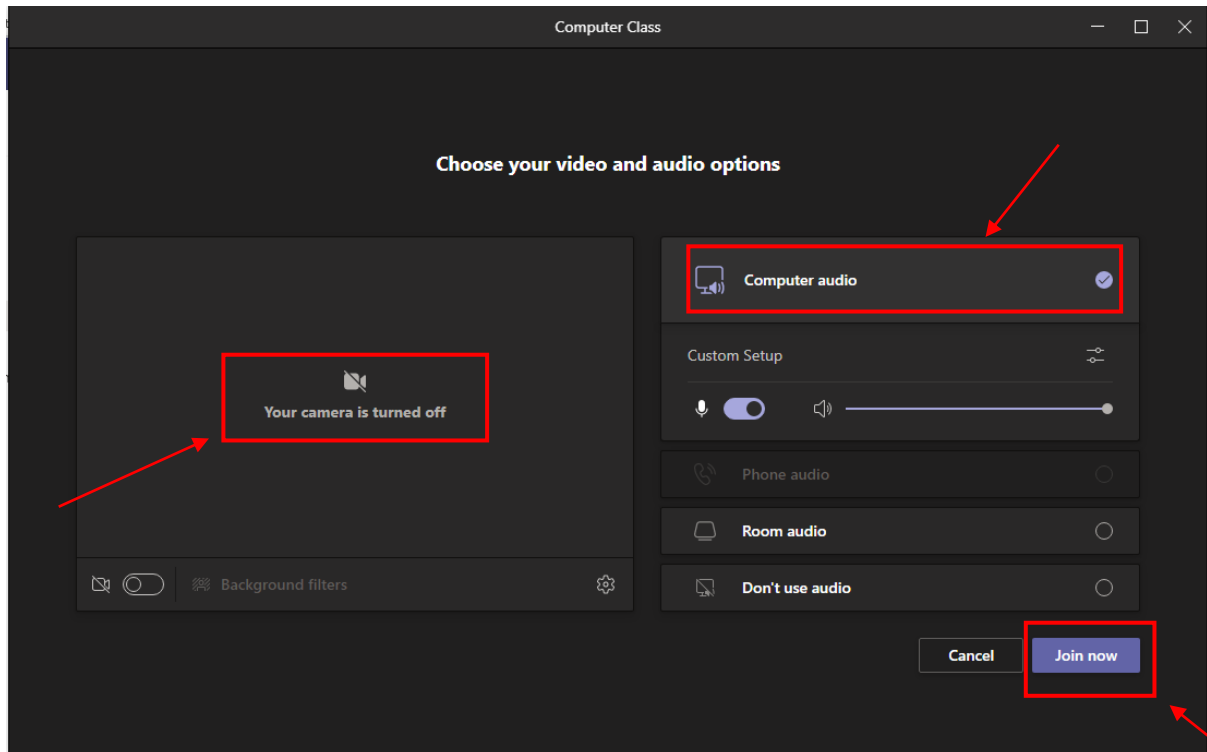 Computer Class
Choose your video and audio options
Your camera is turned off
Background filters
Computer audio
Custom Setup
Phone audio
Room audio
Don't use audio
Cancel
Join now